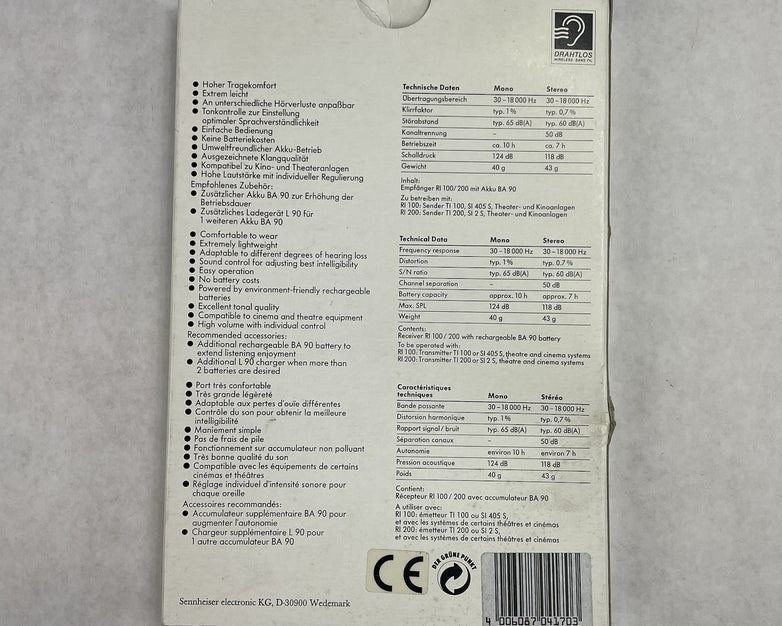 DRAHTLOS
WIRELESS SANS FIL
● Hoher Tragekomfort
● Extrem leicht
● An unterschiedliche Hörverluste anpaßbar
● Tonkontrolle zur Einstellung
optimaler Sprachverständlichkeit
● Einfache Bedienung
● Keine Batteriekosten
● Umweltfreundlicher Akku-Betrieb
● Ausgezeichnete Klangqualität
● Kompatibel zu Kino- und Theateranlagen
● Hohe Lautstärke mit individueller Regulierung
Empfohlenes Zubehör:
● Zusätzlicher Akku BA 90 zur Erhöhung der
Betriebsdauer
● Zusätzliches Ladegerät L 90 für
1 weiteren Akku BA 90
● Comfortable to wear
● Extremely lightweight
● Adaptable to different degrees of hearing loss
● Sound control for adjusting best intelligibility
● Easy operation
● No battery costs
● Powered by environment-friendly rechargeable
batteries
● Excellent tonal quality
● Compatible to cinema and theatre equipment
● High volume with individual control
Recommended accessories:
● Additional rechargeable BA 90 battery to
extend listening enjoyment
● Additional L 90 charger when more than
2 batteries are desired
● Port très confortable
● Très grande légèreté
● Adaptable aux pertes d'ouïe différentes
● Contrôle du son pour obtenir la meilleure
intelligibilité
● Maniement simple
● Pas de frais de pile
● Fonctionnement sur accumulateur non polluant
● Très bonne qualité du son
● Compatible avec les équipements de certains
cinémas et théâtres
● Réglage individuel d'intensité sonore pour
chaque oreille
Accessoires recommandés:
● Accumulateur supplémentaire BA 90 pour
augmenter l'autonomie
● Chargeur supplémentaire L 90 pour
1 autre accumulateur BA 90
Technische Daten Mono Stereo
Übertragungsbereich 30–18 000 Hz 30–18 000 Hz
Klirrfaktor typ. 1 % typ. 0,7 %
Störabstand typ. 65 dB(A) typ. 60 dB(A)
Kanaltrennung – 50 dB
Betriebszeit ca. 10 h ca. 7 h
Schalldruck 124 dB 118 dB
Gewicht 40 g 43 g
Inhalt:
Empfänger RI 100/200 mit Akku BA 90
Zu betreiben mit:
RI 100: Sender TI 100, SI 405 S, Theater- und Kinoanlagen
RI 200: Sender TI 200, SI 2 S, Theater- und Kinoanlagen
Technical Data Mono Stereo
Frequency response 30–18 000 Hz 30–18 000 Hz
Distortion typ. 1 % typ. 0.7 %
S/N ratio typ. 65 dB(A) typ. 60 dB(A)
Channel separation – 50 dB
Battery capacity approx. 10 h approx. 7 h
Max. SPL 124 dB 118 dB
Weight 40 g 43 g
Contents:
Receiver RI 100 / 200 with rechargeable BA 90 battery
To be operated with:
RI 100: Transmitter TI 100 or SI 405 S, theatre and cinema systems
RI 200: Transmitter TI 200 or SI 2 S, theatre and cinema systems
Caractéristiques
techniques Mono Stéréo
Bande passante 30–18 000 Hz 30–18 000 Hz
Distorsion harmonique typ. 1 % typ. 0,7 %
Rapport signal / bruit typ. 65 dB(A) typ. 60 dB(A)
Séparation canaux – 50 dB
Autonomie environ 10 h environ 7 h
Pression acoustique 124 dB 118 dB
Poids 40 g 43 g
Contient:
Récepteur RI 100 / 200 avec accumulateur BA 90
A utiliser avec:
RI 100: émetteur TI 100 ou SI 405 S,
et avec les systèmes de certains théâtres et cinémas
RI 200: émetteur TI 200 ou SI 2 S,
et avec les systèmes de certains théâtres et cinémas
CE
DER GRÜNE PUNKT
Sennheiser electronic KG, D-30900 Wedemark
4 006087 041703